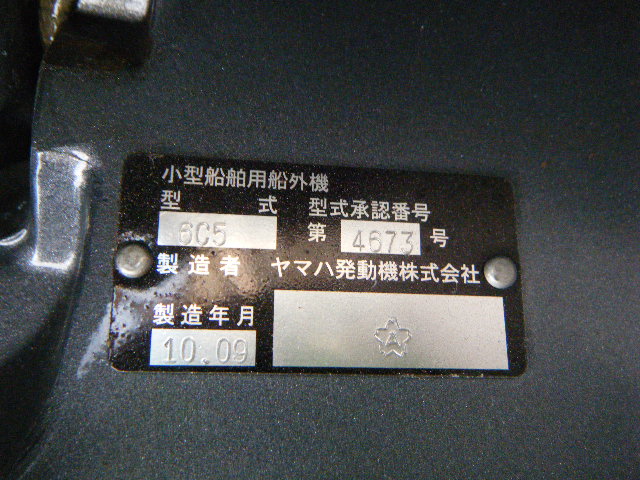 小型船舶用船外機
型 式 型式承認番号
6C5 第 4673 号
製造者 ヤマハ発動機株式会社
製造年月
10.09
A